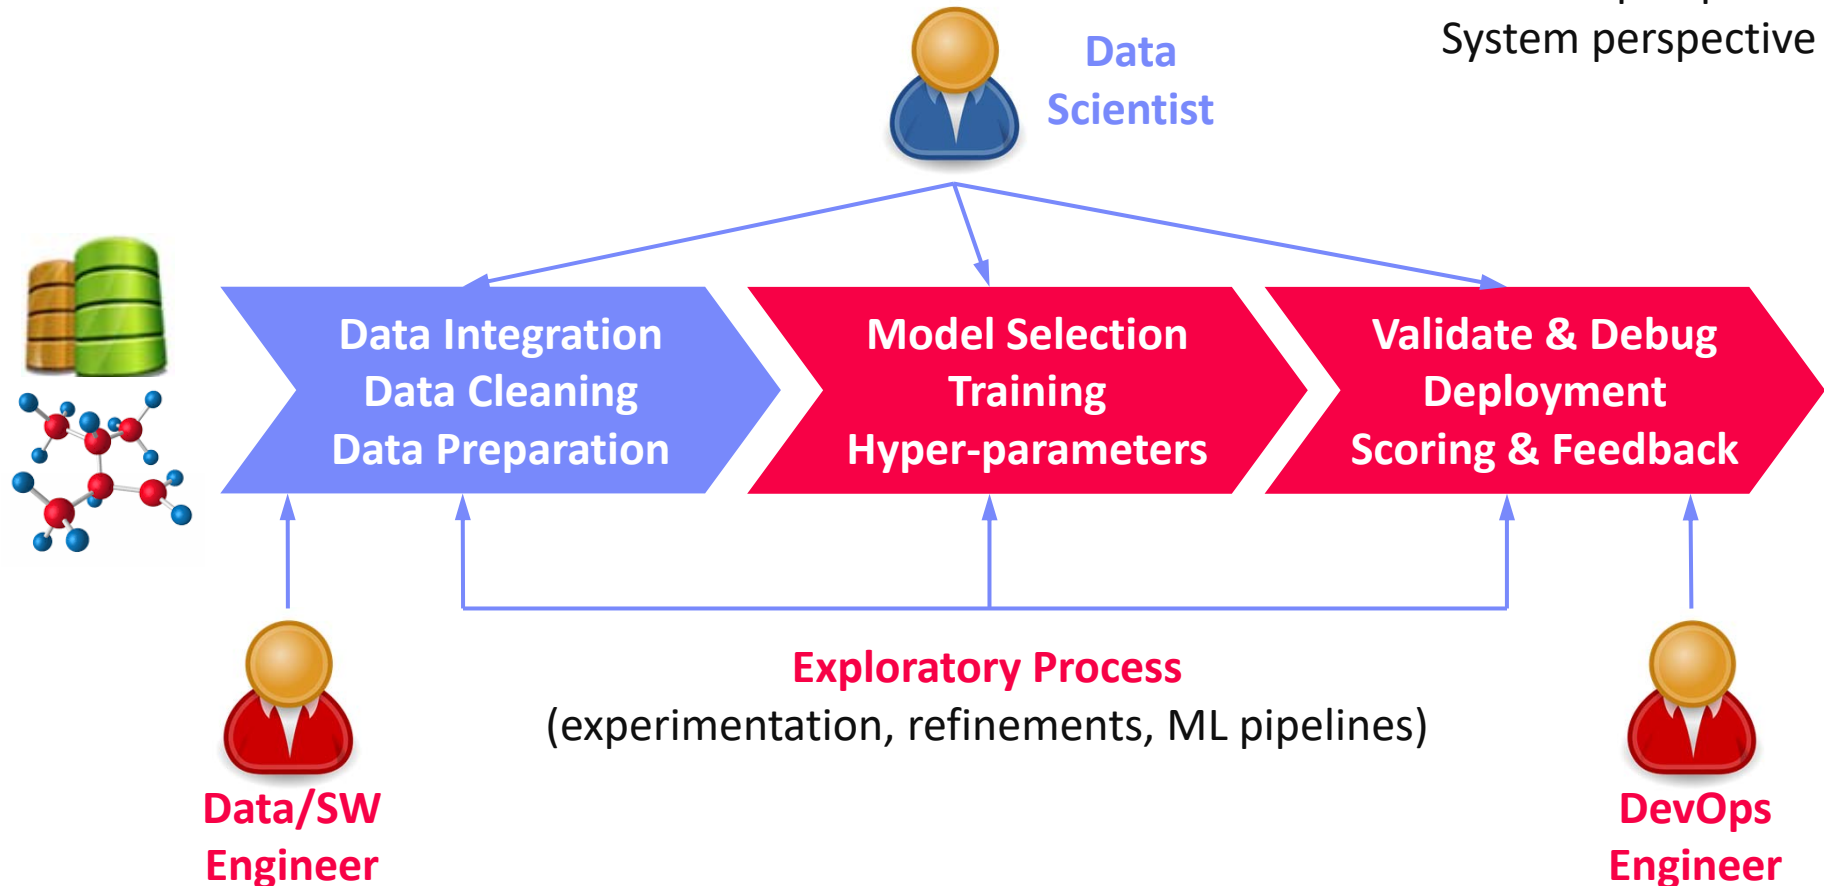 System perspective
Data
Scientist
Data Integration
Data Cleaning
Data Preparation
Model Selection
Training
Hyper-parameters
Validate & Debug
Deployment
Scoring & Feedback
Exploratory Process
(experimentation, refinements, ML pipelines)
Data/SW
Engineer
DevOps
Engineer